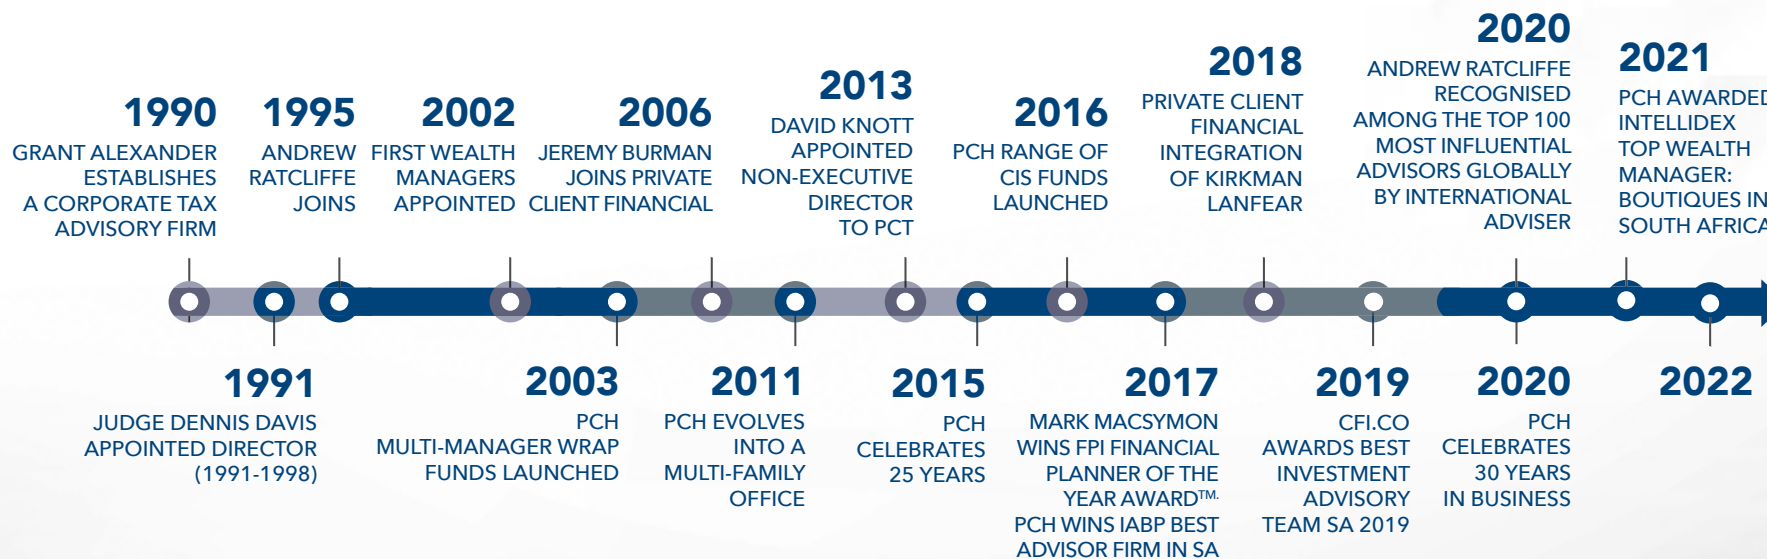 1990
GRANT ALEXANDER
ESTABLISHES
A CORPORATE TAX
ADVISORY FIRM
1995
ANDREW
RATCLIFFE
JOINS
2002
FIRST WEALTH
MANAGERS
APPOINTED
2006
JEREMY BURMAN
JOINS PRIVATE
CLIENT FINANCIAL
2013
DAVID KNOTT
APPOINTED
NON-EXECUTIVE
DIRECTOR
TO PCT
2016
PCH RANGE OF
CIS FUNDS
LAUNCHED
2018
PRIVATE CLIENT
FINANCIAL
INTEGRATION
OF KIRKMAN
LANFEAR
2020
ANDREW RATCLIFFE
RECOGNISED
AMONG THE TOP 100
MOST INFLUENTIAL
ADVISORS GLOBALLY
BY INTERNATIONAL
ADVISER
2021
PCH AWARDED
INTELLIDEX
TOP WEALTH
MANAGER:
BOUTIQUES IN
SOUTH AFRICA
1991
JUDGE DENNIS DAVIS
APPOINTED DIRECTOR
(1991-1998)
2003
PCH
MULTI-MANAGER WRAP
FUNDS LAUNCHED
2011
PCH EVOLVES
INTO A
MULTI-FAMILY
OFFICE
2015
PCH
CELEBRATES
25 YEARS
2017
MARK MACSYMON
WINS FPI FINANCIAL
PLANNER OF THE
YEAR AWARD™.
PCH WINS IABP BEST
ADVISOR FIRM IN SA
2019
CFI.CO
AWARDS BEST
INVESTMENT
ADVISORY
TEAM SA 2019
2020
PCH
CELEBRATES
30 YEARS
IN BUSINESS
2022